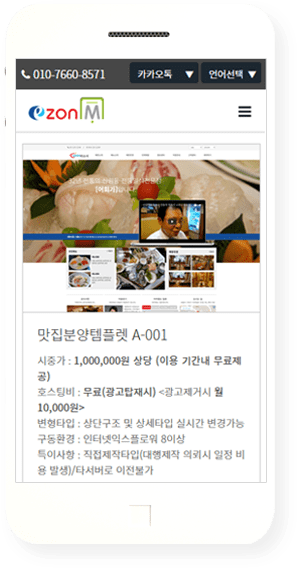 010-7660-8571 카카오톡 ▼ 언어선택 ▼
ezon M
[어회가]
맛집분양템플렛 A-001
시중가 : 1,000,000원 상당 (이용 기간내 무료제
공)
호스팅비 : 무료(광고탑재시) <광고제거시 월
10,000원>
변형타입 : 상단구조 및 상세타입 실시간 변경가능
구동환경 : 인터넷익스플로워 8이상
특이사항 : 직접제작타입(대행제작 의뢰시 일정 비
용 발생)/타서버로 이전불가